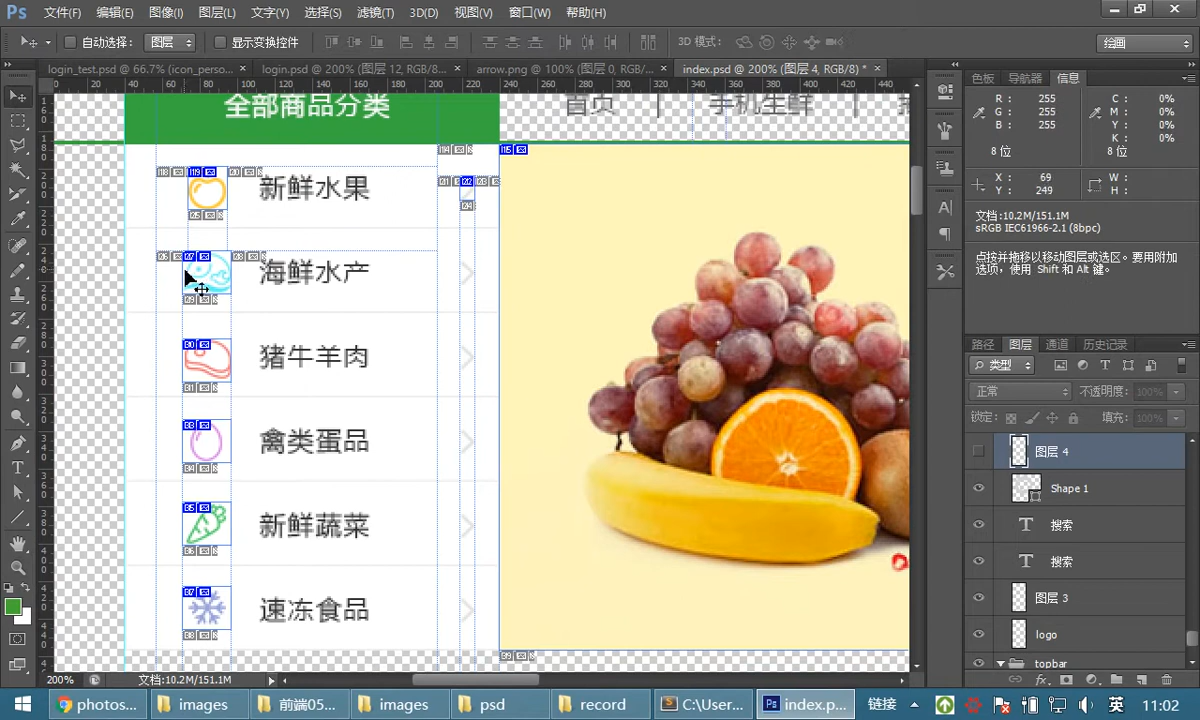 Ps 文件(F) 编辑(E) 图像(I) 图层(L) 文字(Y) 选择(S) 滤镜(T) 3D(D) 视图(V) 窗口(W) 帮助(H)
自动选择: 图层 显示变换控件 3D 模式: 绘画
login_test.psd @ 66.7% (icon_perso... × login.psd @ 200% (图层 12, RGB/8... × arrow.png @ 100% (图层 0, RGB/... × index.psd @ 200% (图层 4, RGB/8) * ×
色板 导航器 信息
R: 255 C: 0%
G: 255 M: 0%
B: 255 Y: 0%
K: 0%
8 位 8 位
X: 69 W:
Y: 249 H:
文档:10.2M/151.1M
sRGB IEC61966-2.1 (8bpc)
点按并拖移以移动图层或选区。要用附加
选项，使用 Shift 和 Alt 键。
全部商品分类 首页 手机生鲜
新鲜水果
海鲜水产
猪牛羊肉
禽类蛋品
新鲜蔬菜
速冻食品
路径 图层 通道 历史记录
类型
正常 不透明度: 100%
锁定: 填充: 100%
图层 4
Shape 1
T 搜索
T 搜索
图层 3
logo
topbar
200% 文档:10.2M/151.1M
photos... images 前端05... images psd record C:\User... index.p... 链接 英 11:02